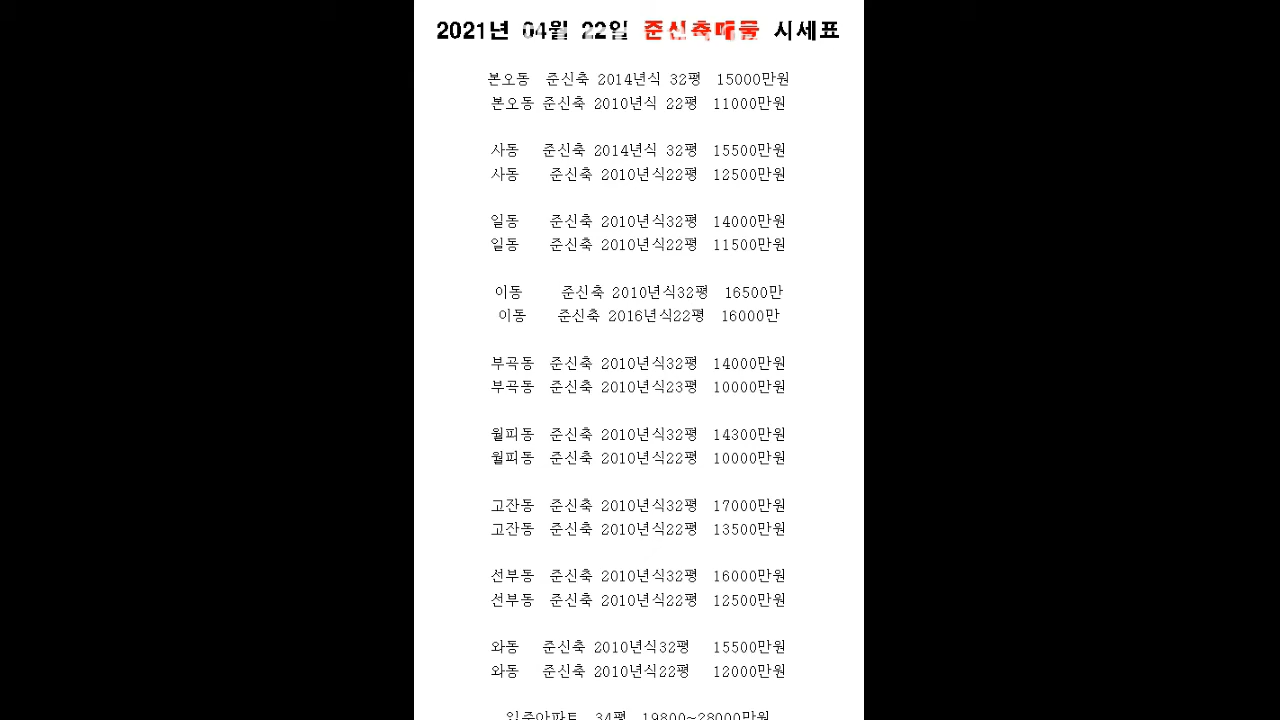 2021년 04월 22일 준신축매물 시세표
본오동 준신축 2014년식 32평 15000만원
본오동 준신축 2010년식 22평 11000만원
사동 준신축 2014년식 32평 15500만원
사동 준신축 2010년식22평 12500만원
일동 준신축 2010년식32평 14000만원
일동 준신축 2010년식22평 11500만원
이동 준신축 2010년식32평 16500만
이동 준신축 2016년식22평 16000만
부곡동 준신축 2010년식32평 14000만원
부곡동 준신축 2010년식23평 10000만원
월피동 준신축 2010년식32평 14300만원
월피동 준신축 2010년식22평 10000만원
고잔동 준신축 2010년식32평 17000만원
고잔동 준신축 2010년식22평 13500만원
선부동 준신축 2010년식32평 16000만원
선부동 준신축 2010년식22평 12500만원
와동 준신축 2010년식32평 15500만원
와동 준신축 2010년식22평 12000만원
34평 19800~28000만원